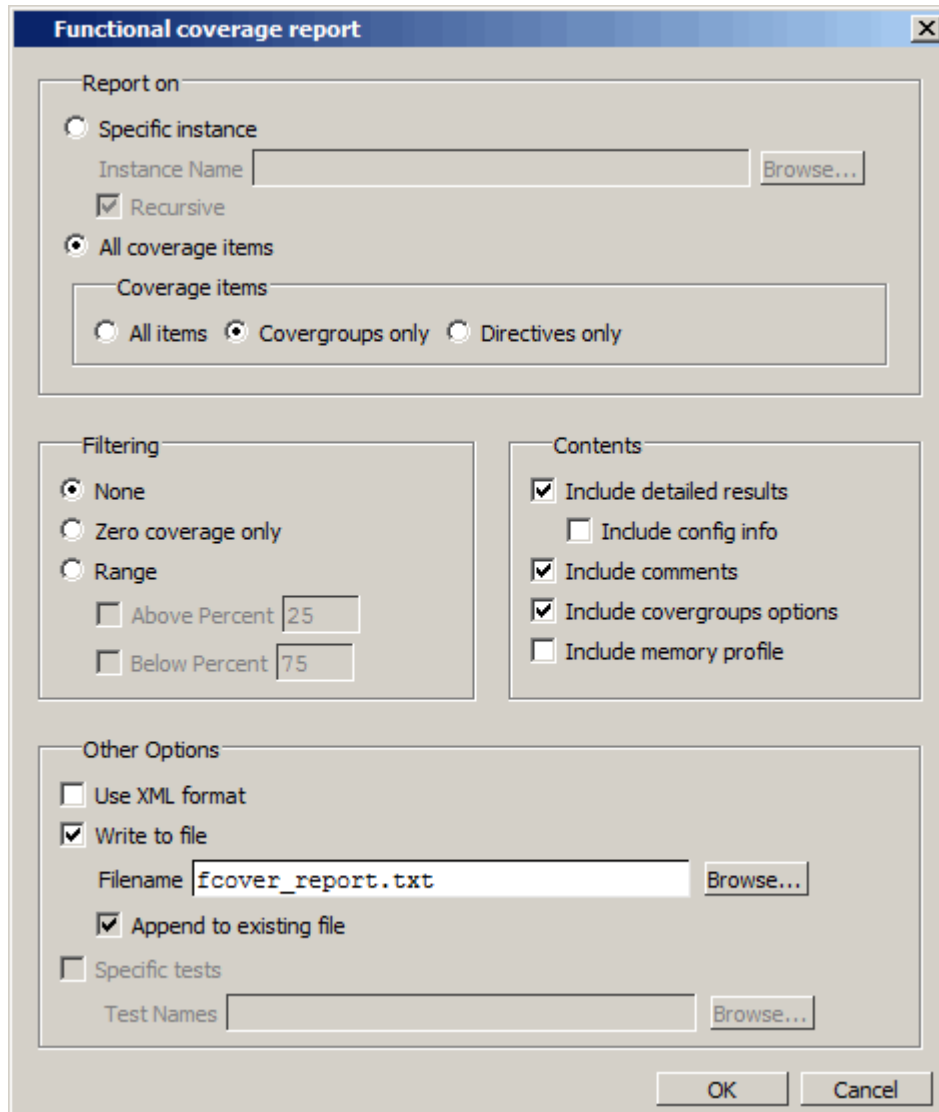 Functional coverage report
Report on
Specific instance
Instance Name Browse...
Recursive
All coverage items
Coverage items
All items Covergroups only Directives only
Filtering
None
Zero coverage only
Range
Above Percent 25
Below Percent 75
Contents
Include detailed results
Include config info
Include comments
Include covergroups options
Include memory profile
Other Options
Use XML format
Write to file
Filename fcover_report.txt Browse...
Append to existing file
Specific tests
Test Names Browse...
OK Cancel